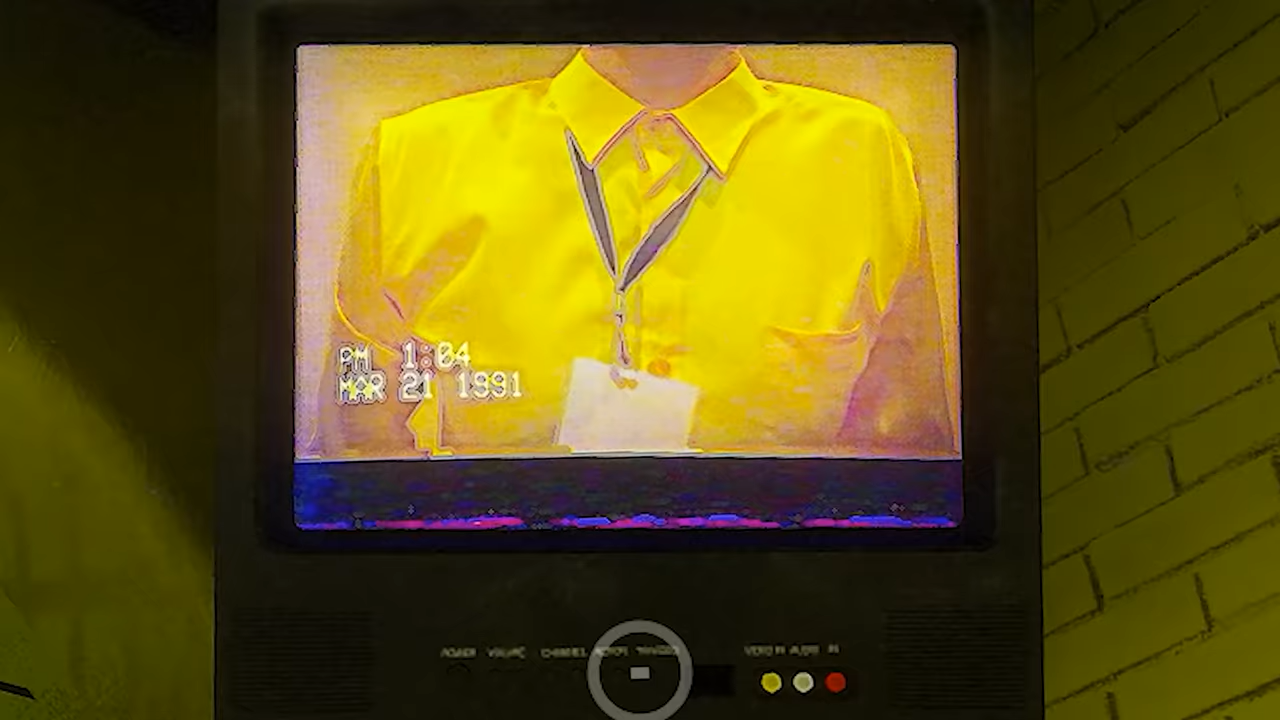 PM 1:04
MAR 21 1991
POWER VOLUME CHANNEL
VIDEO IN AUDIO IN